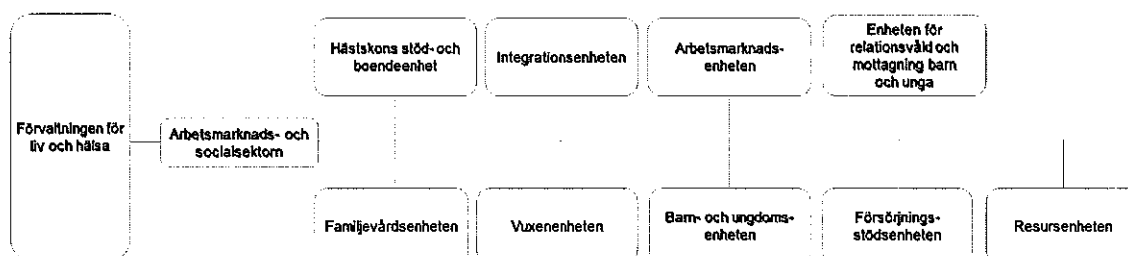 Förvaltningen för
liv och hälsa
Arbetsmarknads- och
socialsektorn
Hästskons stöd- och
boendeenhet
Integrationsenheten
Arbetsmarknads-
enheten
Enheten för
relationsvåld och
mottagning barn
och unga
Familjevårdsenheten
Vuxenenheten
Barn- och ungdoms-
enheten
Försörjnings-
stödsenheten
Resursenheten